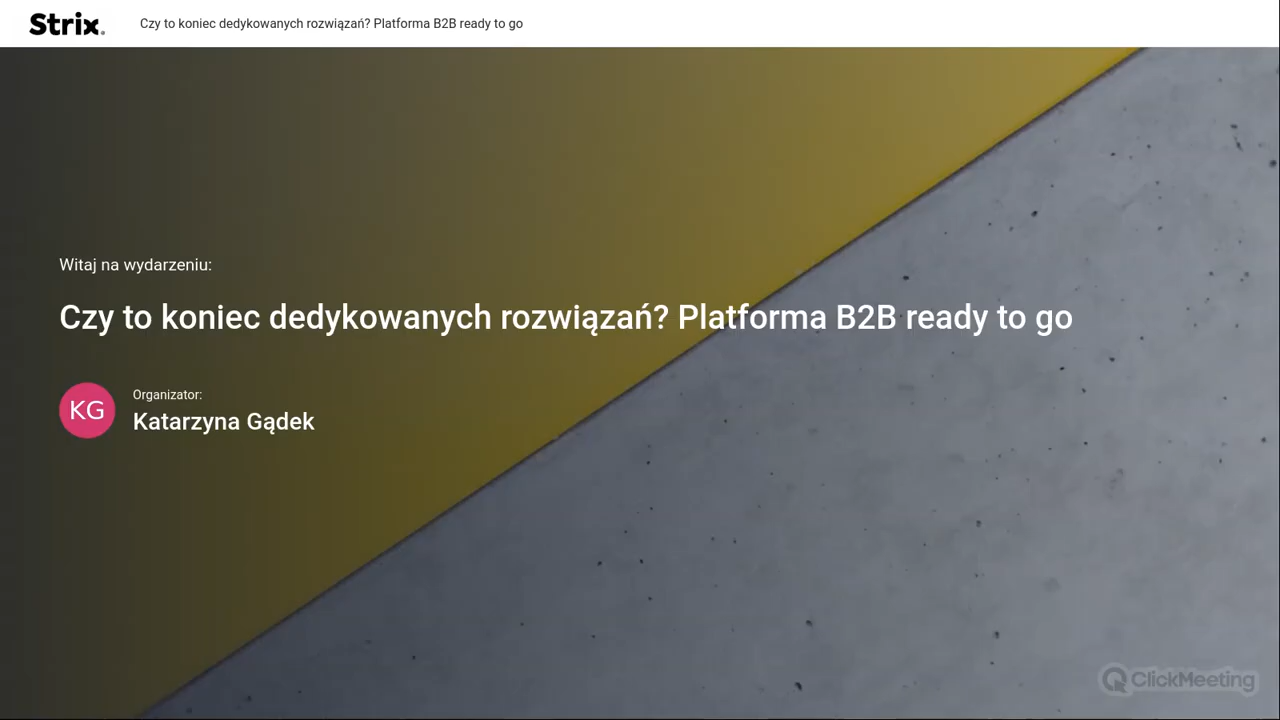 Strix.
Czy to koniec dedykowanych rozwiązań? Platforma B2B ready to go
Witaj na wydarzeniu:
Czy to koniec dedykowanych rozwiązań? Platforma B2B ready to go
KG
Organizator:
Katarzyna Gądek
ClickMeeting